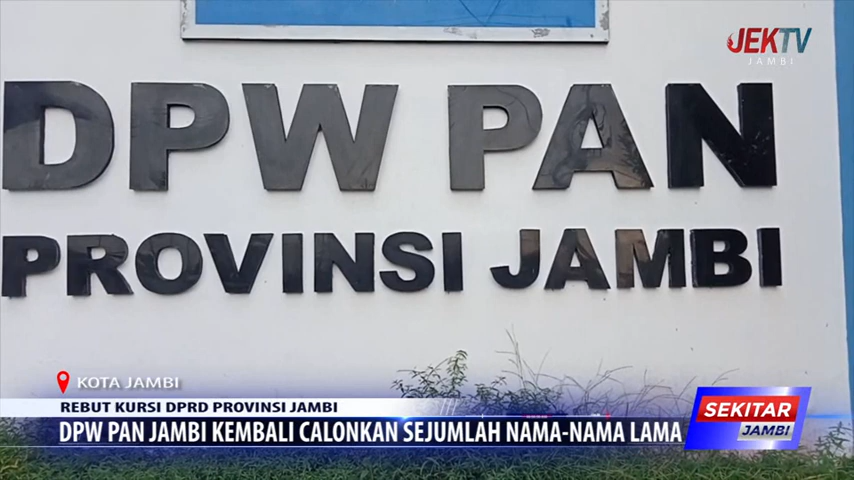 JEKTV
JAMBI
DPW PAN
PROVINSI JAMBI
KOTA JAMBI
REBUT KURSI DPRD PROVINSI JAMBI
DPW PAN JAMBI KEMBALI CALONKAN SEJUMLAH NAMA-NAMA LAMA
SEKITAR
JAMBI